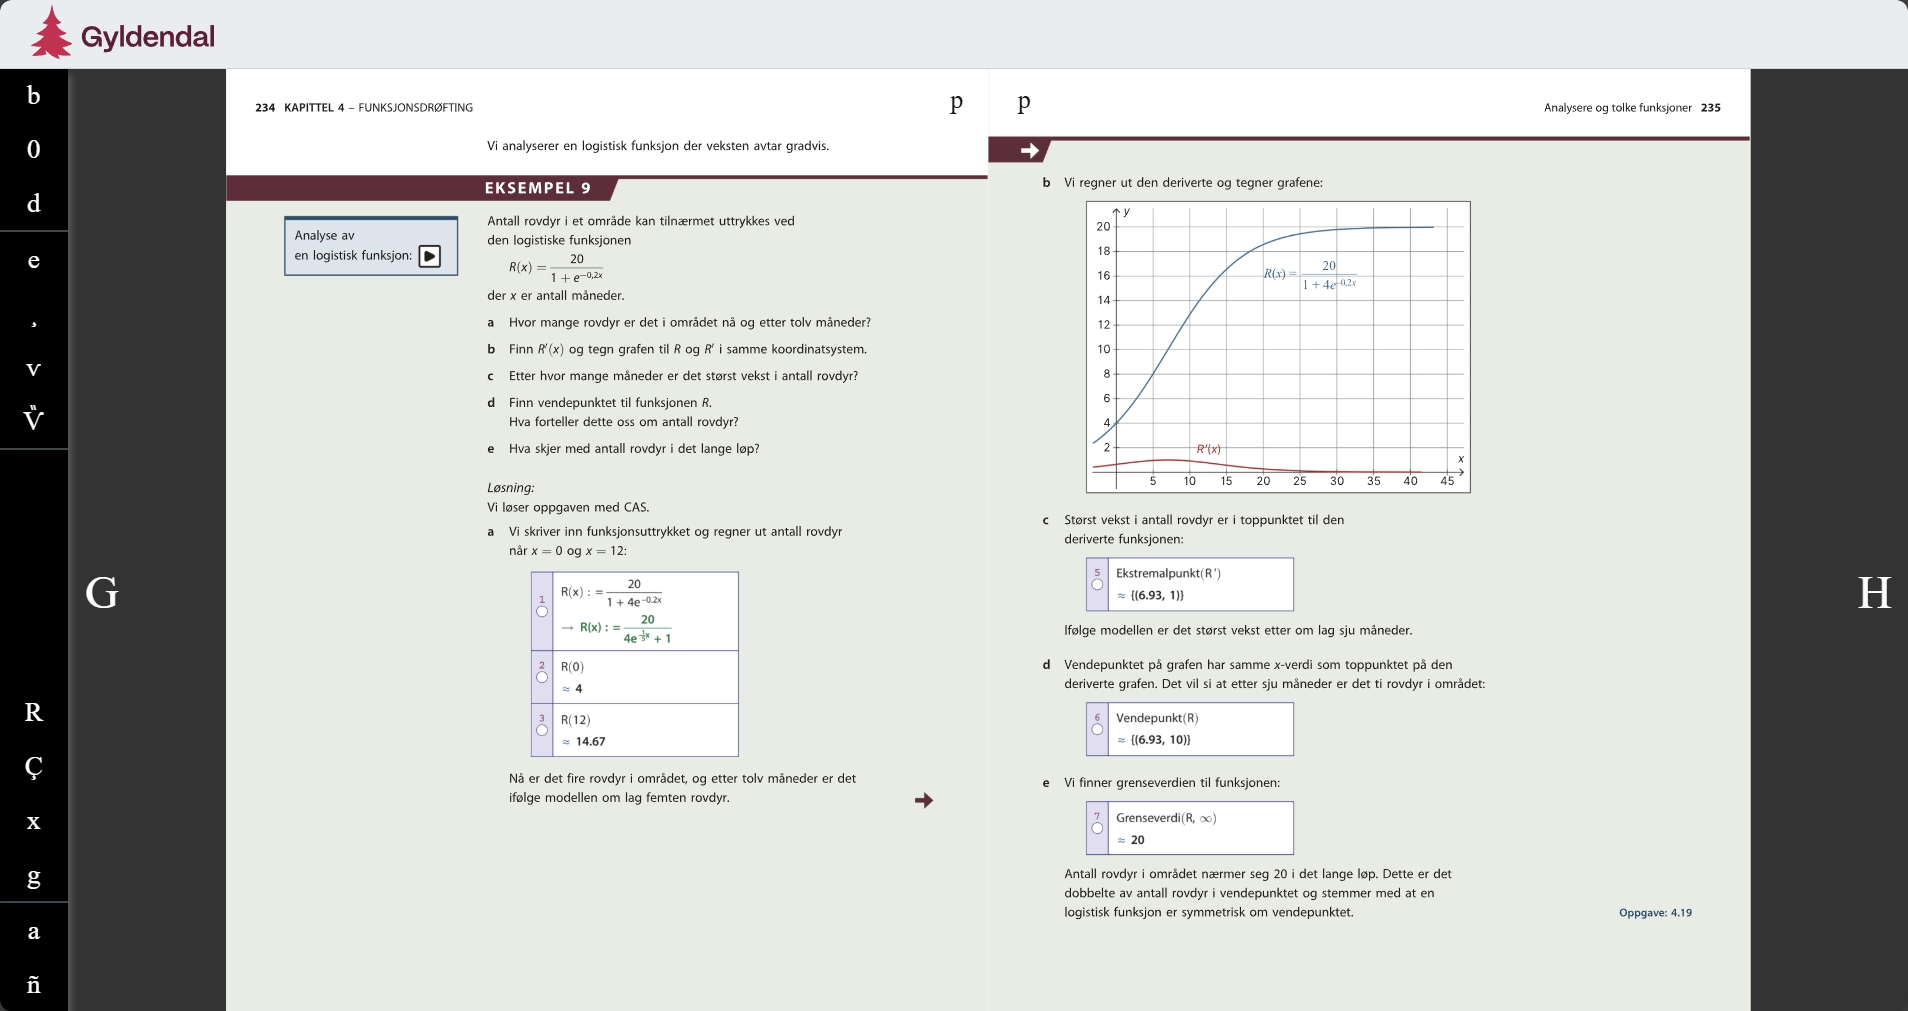 Gyldendal
b
0
d
e
¸
v
Ѷ
R
Ç
x
g
a
ñ
G
H
234 KAPITTEL 4 – FUNKSJONSDRØFTING
p
Vi analyserer en logistisk funksjon der veksten avtar gradvis.
EKSEMPEL 9
Analyse av
en logistisk funksjon:
Antall rovdyr i et område kan tilnærmet uttrykkes ved
den logistiske funksjonen
R(x) = 20 / (1 + e^−0,2x)
der x er antall måneder.
a Hvor mange rovdyr er det i området nå og etter tolv måneder?
b Finn R′(x) og tegn grafen til R og R′ i samme koordinatsystem.
c Etter hvor mange måneder er det størst vekst i antall rovdyr?
d Finn vendepunktet til funksjonen R.
Hva forteller dette oss om antall rovdyr?
e Hva skjer med antall rovdyr i det lange løp?
Løsning:
Vi løser oppgaven med CAS.
a Vi skriver inn funksjonsuttrykket og regner ut antall rovdyr
når x = 0 og x = 12:
1 R(x) := 20 / (1 + 4e^−0.2x)
→ R(x) := 20 / (4e^(−1/5 x) + 1)
2 R(0)
≈ 4
3 R(12)
≈ 14.67
Nå er det fire rovdyr i området, og etter tolv måneder er det
ifølge modellen om lag femten rovdyr.
p
Analysere og tolke funksjoner 235
b Vi regner ut den deriverte og tegner grafene:
y
20
18
16
14
12
10
8
6
4
2
R(x) = 20 / (1 + 4e^−0,2x)
R′(x)
x
5 10 15 20 25 30 35 40 45
c Størst vekst i antall rovdyr er i toppunktet til den
deriverte funksjonen:
5 Ekstremalpunkt(R')
≈ {(6.93, 1)}
Ifølge modellen er det størst vekst etter om lag sju måneder.
d Vendepunktet på grafen har samme x-verdi som toppunktet på den
deriverte grafen. Det vil si at etter sju måneder er det ti rovdyr i området:
6 Vendepunkt(R)
≈ {(6.93, 10)}
e Vi finner grenseverdien til funksjonen:
7 Grenseverdi(R, ∞)
≈ 20
Antall rovdyr i området nærmer seg 20 i det lange løp. Dette er det
dobbelte av antall rovdyr i vendepunktet og stemmer med at en
logistisk funksjon er symmetrisk om vendepunktet.
Oppgave: 4.19